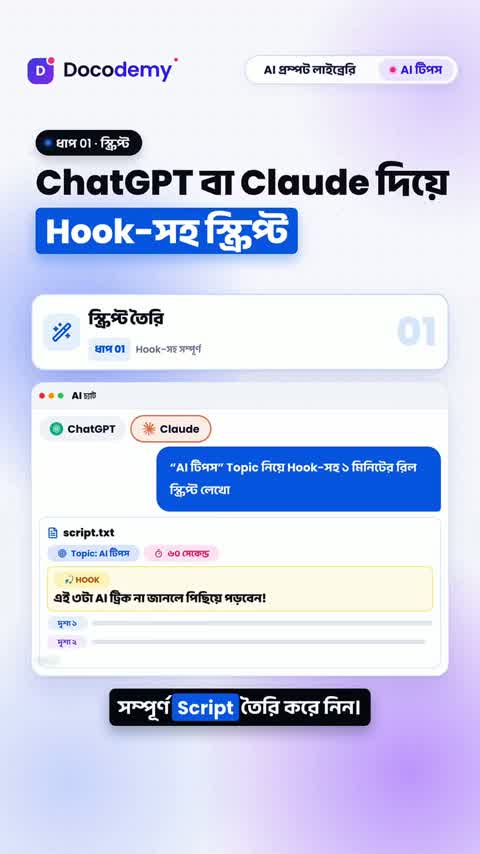 D Docodemy
AI প্রম্পট লাইব্রেরি
AI টিপস
ধাপ 01 · স্ক্রিপ্ট
ChatGPT বা Claude দিয়ে
Hook-সহ স্ক্রিপ্ট
স্ক্রিপ্ট তৈরি
ধাপ 01 Hook-সহ সম্পূর্ণ
01
AI চ্যাট
ChatGPT
Claude
“AI টিপস” Topic নিয়ে Hook-সহ ১ মিনিটের রিল
স্ক্রিপ্ট লেখো
script.txt
Topic: AI টিপস
৬০ সেকেন্ড
HOOK
এই ৩টা AI ট্রিক না জানলে পিছিয়ে পড়বেন!
দৃশ্য ১
দৃশ্য ২
সম্পূর্ণ Script তৈরি করে নিন।